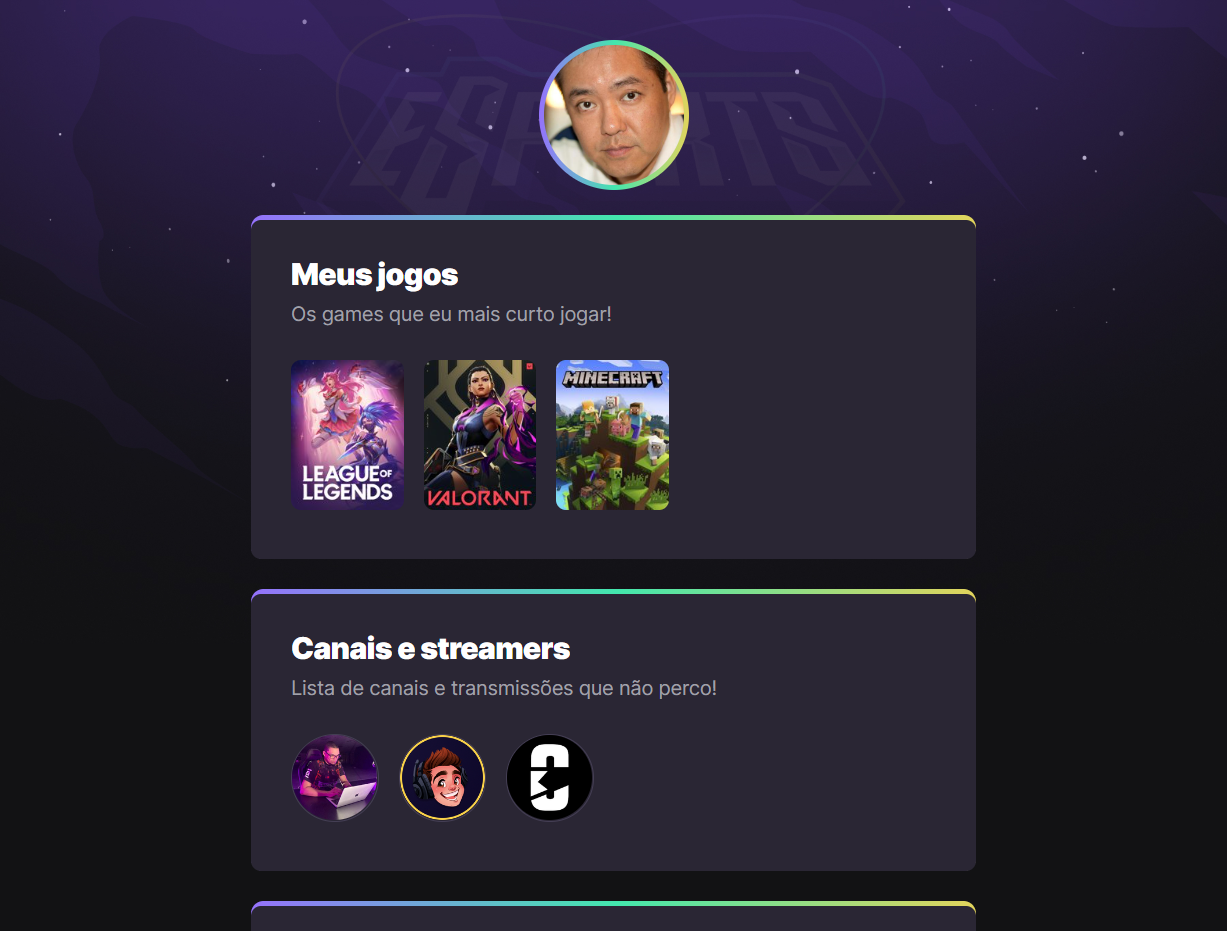 ESPORTS
Meus jogos
Os games que eu mais curto jogar!
LEAGUE OF
LEGENDS
VALORANT
MINECRAFT
Canais e streamers
Lista de canais e transmissões que não perco!